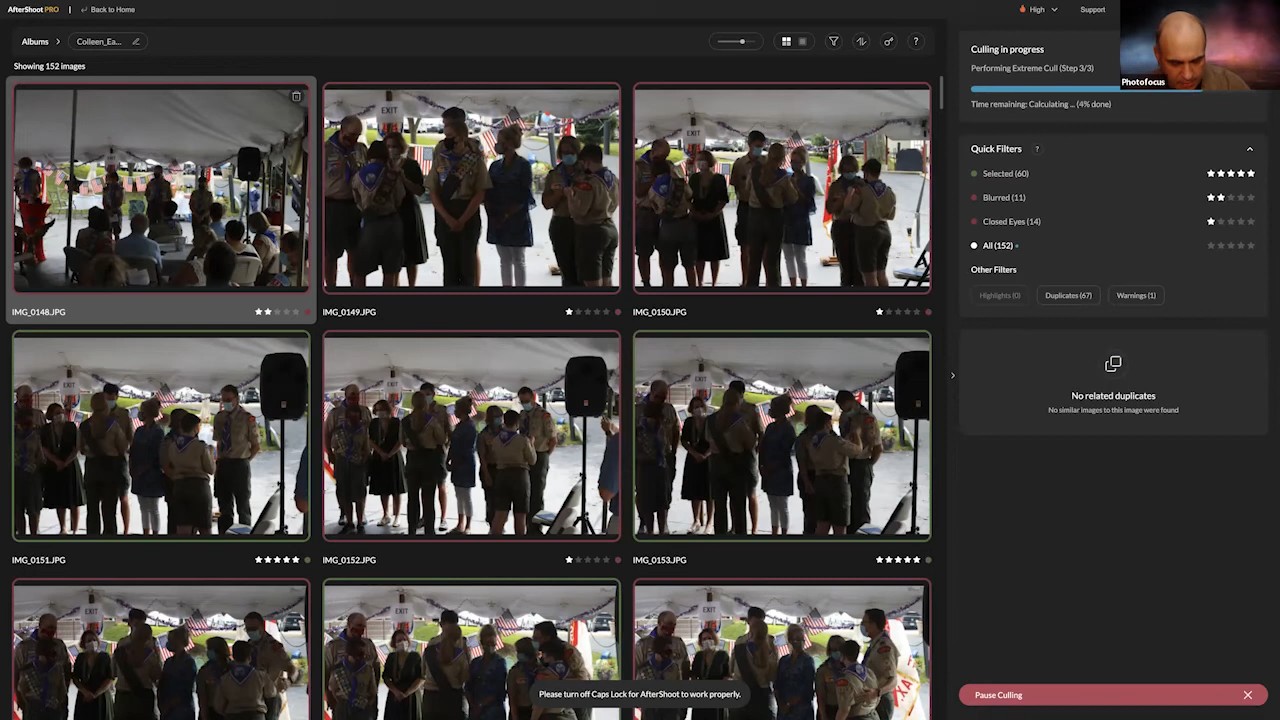 AfterShoot PRO | Back to Home
High
Support
Albums > Colleen_Ea...
?
Showing 152 images
Culling in progress
Performing Extreme Cull (Step 3/3)
Photofocus
Time remaining: Calculating ... (4% done)
Quick Filters ?
Selected (60)
Blurred (11)
Closed Eyes (14)
All (152)
Other Filters
Highlights (0)
Duplicates (67)
Warnings (1)
EXIT
EXIT
IMG_0148.JPG
IMG_0149.JPG
IMG_0150.JPG
No related duplicates
No similar images to this image were found
EXIT
EXIT
EXIT
IMG_0151.JPG
IMG_0152.JPG
IMG_0153.JPG
EXIT
EXIT
EXIT
Please turn off Caps Lock for AfterShoot to work properly.
Pause Culling